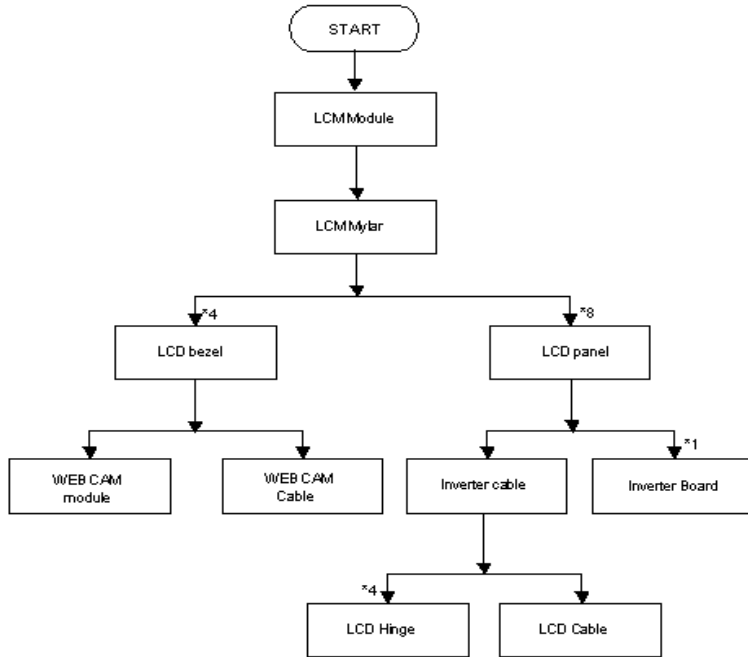 START
LCM Module
LCM Mylar
*4
*8
LCD bezel
LCD panel
*1
WEB CAM
module
WEB CAM
Cable
Inverter cable
Inverter Board
*4
LCD Hinge
LCD Cable